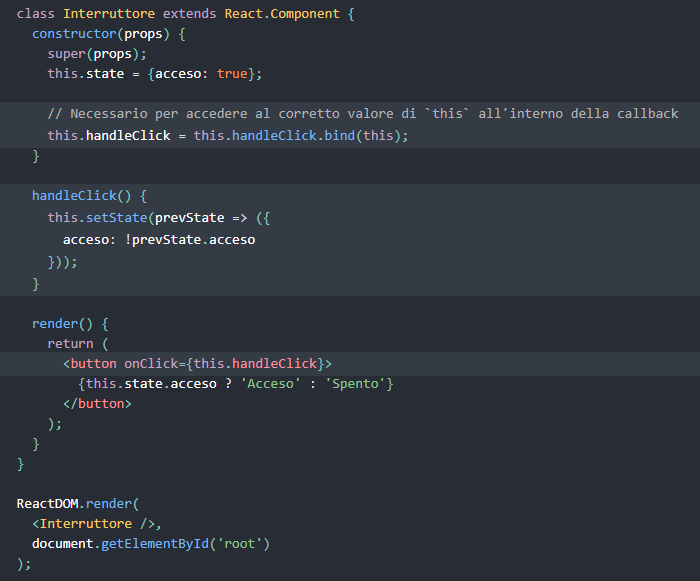 class Interruttore extends React.Component {
  constructor(props) {
    super(props);
    this.state = {acceso: true};

    // Necessario per accedere al corretto valore di `this` all'interno della callback
    this.handleClick = this.handleClick.bind(this);
  }

  handleClick() {
    this.setState(prevState => ({
      acceso: !prevState.acceso
    }));
  }

  render() {
    return (
      <button onClick={this.handleClick}>
        {this.state.acceso ? 'Acceso' : 'Spento'}
      </button>
    );
  }
}

ReactDOM.render(
  <Interruttore />,
  document.getElementById('root')
);